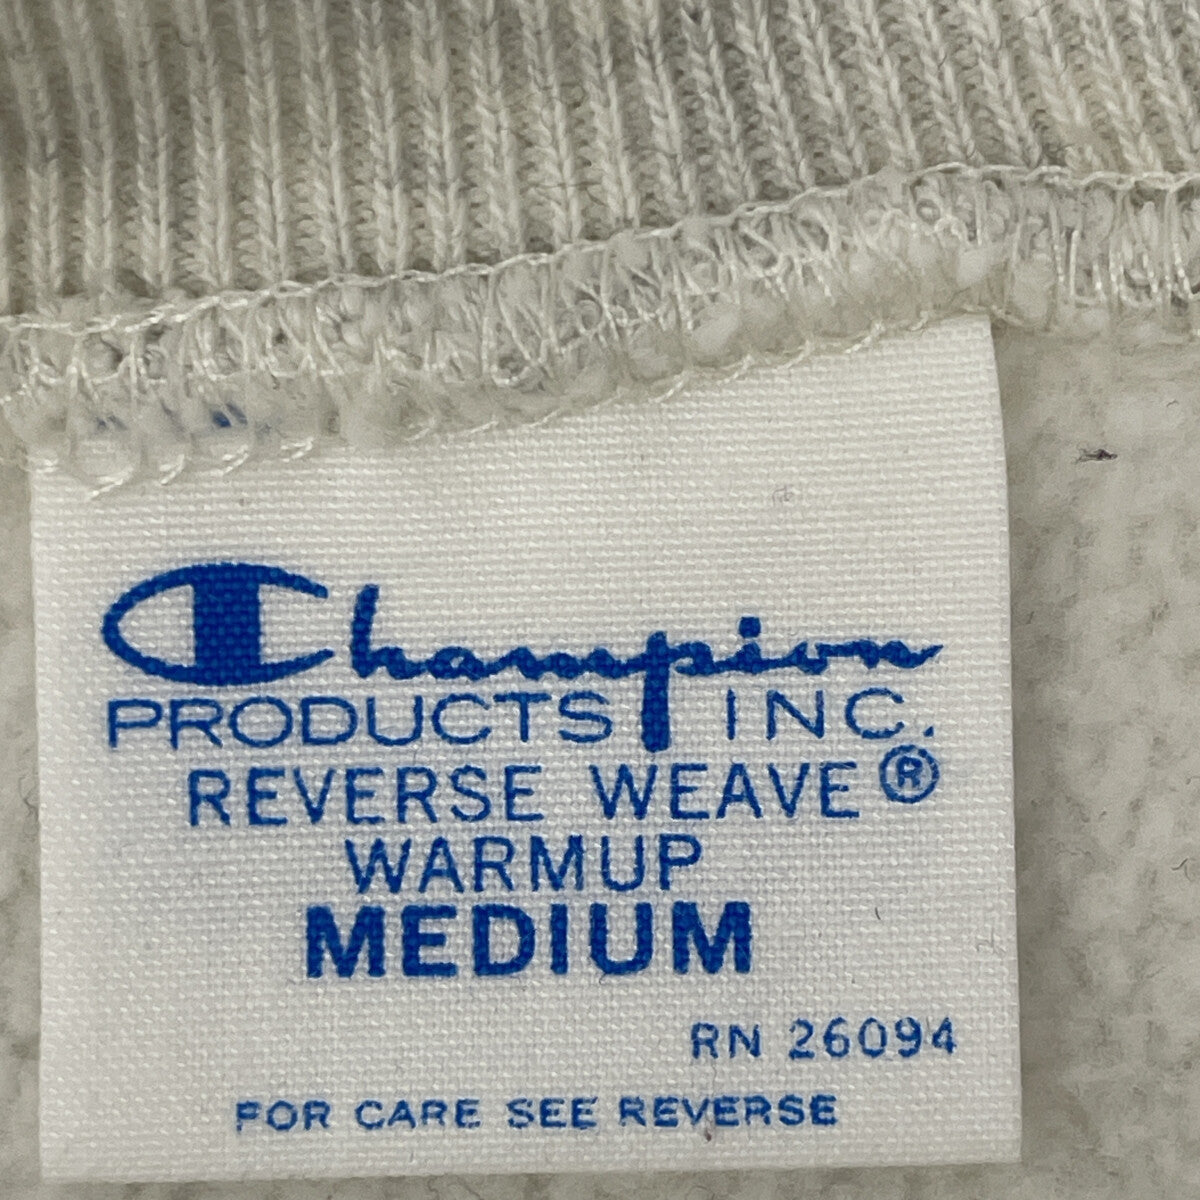 Champion
PRODUCTS INC.
REVERSE WEAVE®
WARMUP
MEDIUM
RN 26094
FOR CARE SEE REVERSE